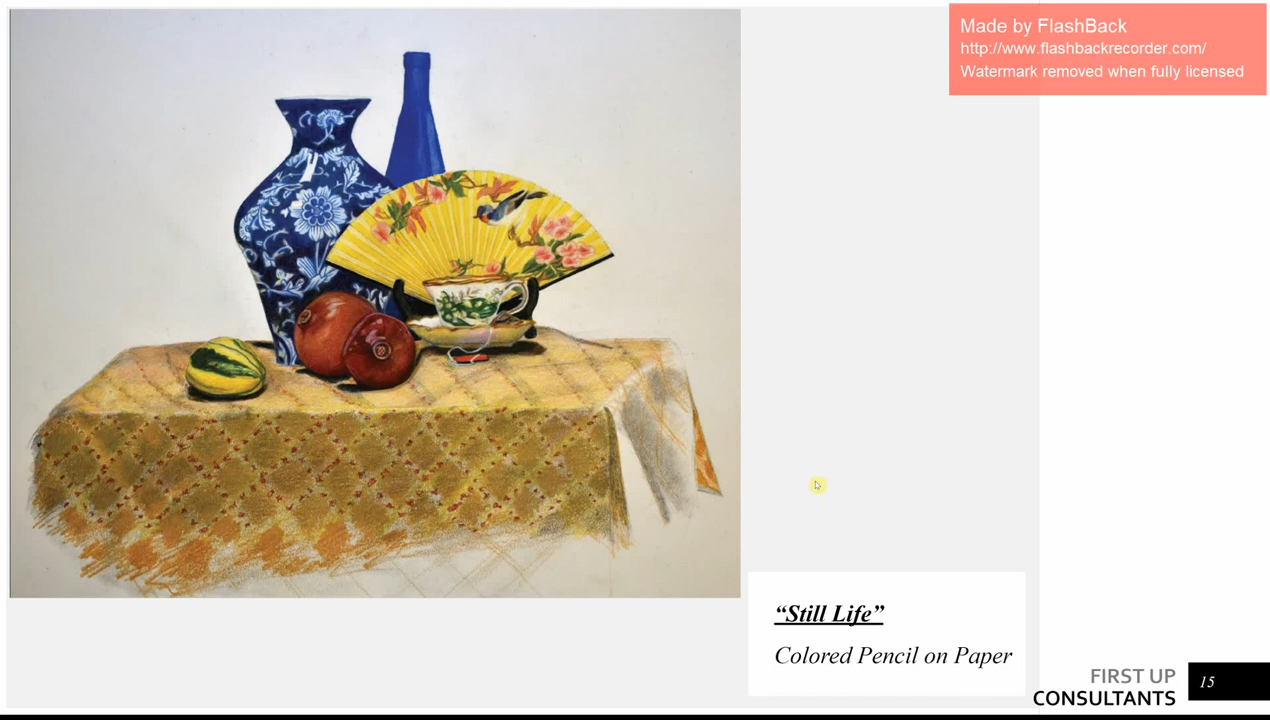 Made by FlashBack
http://www.flashbackrecorder.com/
Watermark removed when fully licensed
“Still Life”
Colored Pencil on Paper
FIRST UP
CONSULTANTS
15